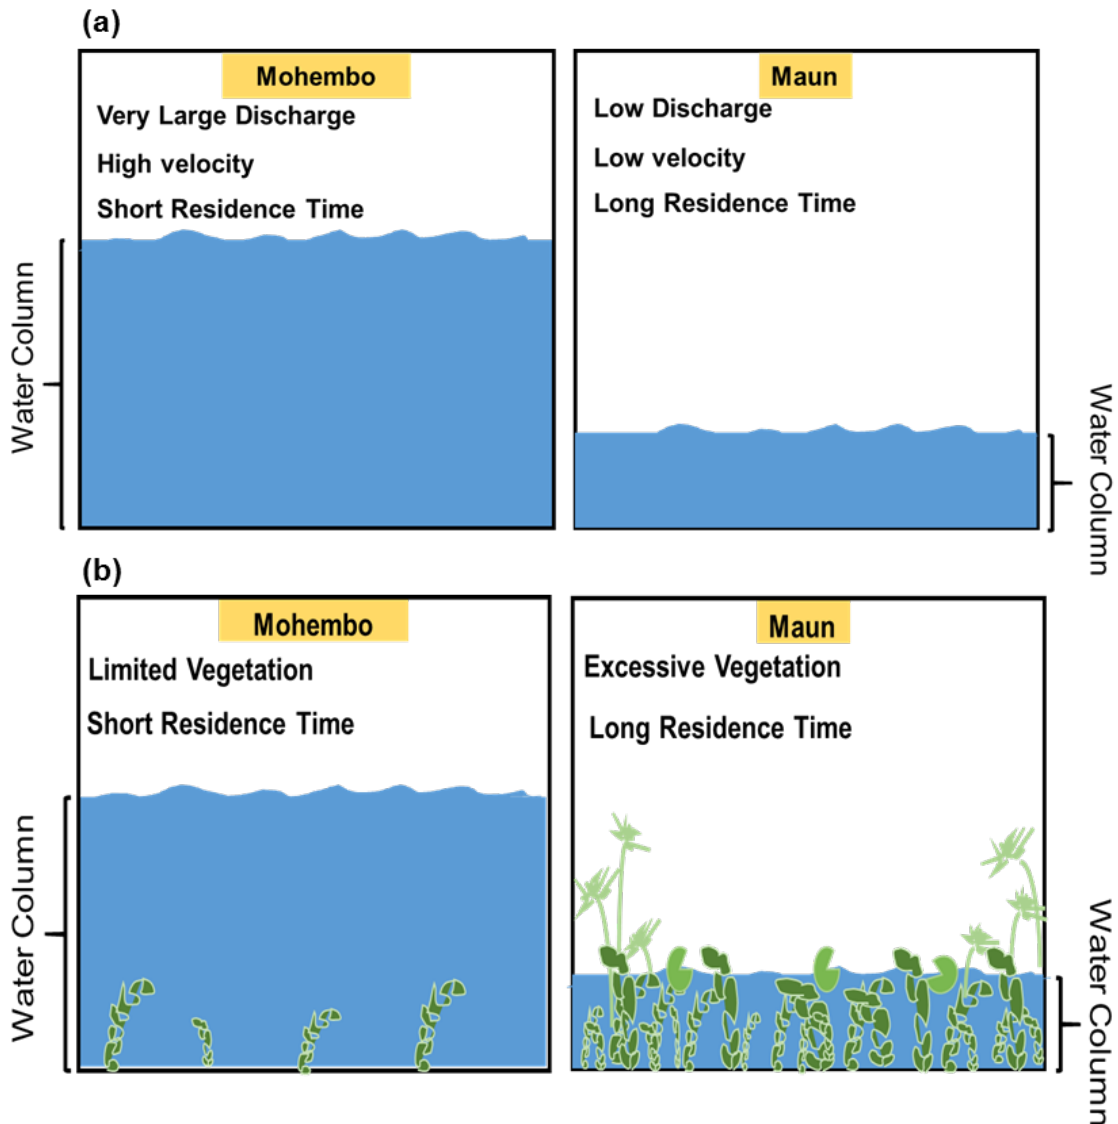 (a)
Mohembo
Very Large Discharge
High velocity
Short Residence Time
Water Column
Maun
Low Discharge
Low velocity
Long Residence Time
Water Column
(b)
Mohembo
Limited Vegetation
Short Residence Time
Water Column
Maun
Excessive Vegetation
Long Residence Time
Water Column